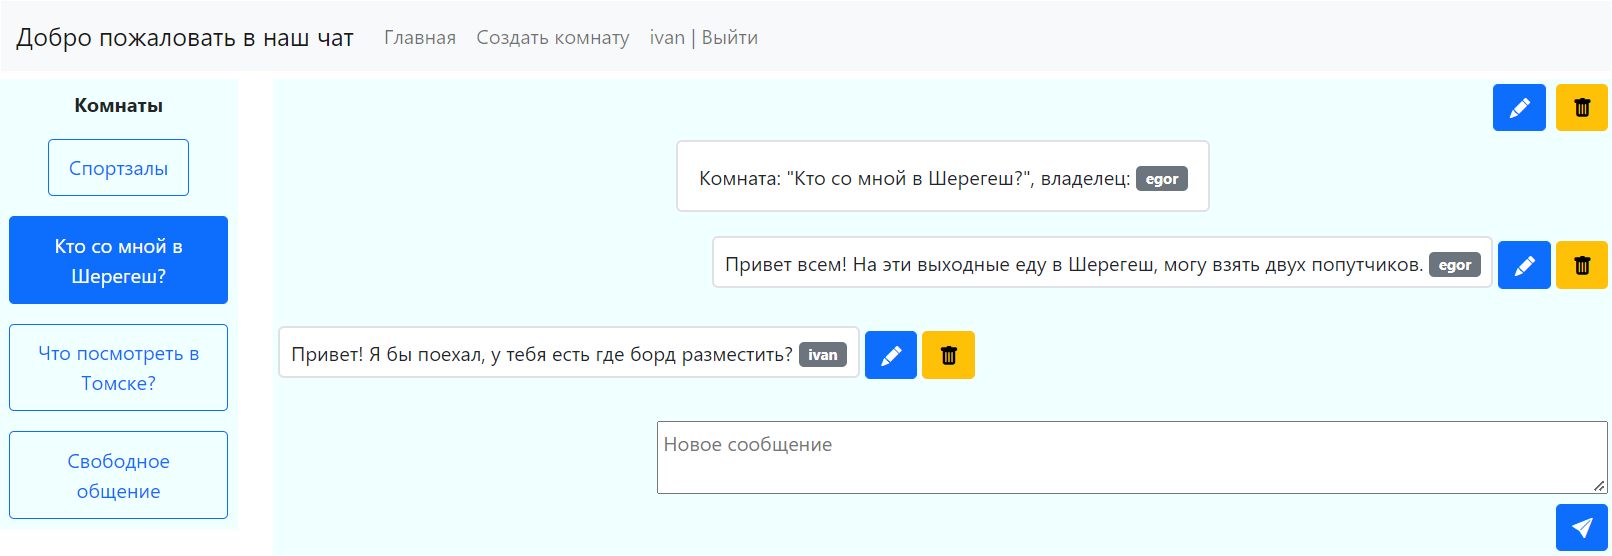 Добро пожаловать в наш чат Главная Создать комнату ivan | Выйти
Комнаты
Спортзалы
Кто со мной в
Шерегеш?
Что посмотреть в
Томске?
Свободное
общение
Комната: "Кто со мной в Шерегеш?", владелец: egor
Привет всем! На эти выходные еду в Шерегеш, могу взять двух попутчиков. egor
Привет! Я бы поехал, у тебя есть где борд разместить? ivan
Новое сообщение